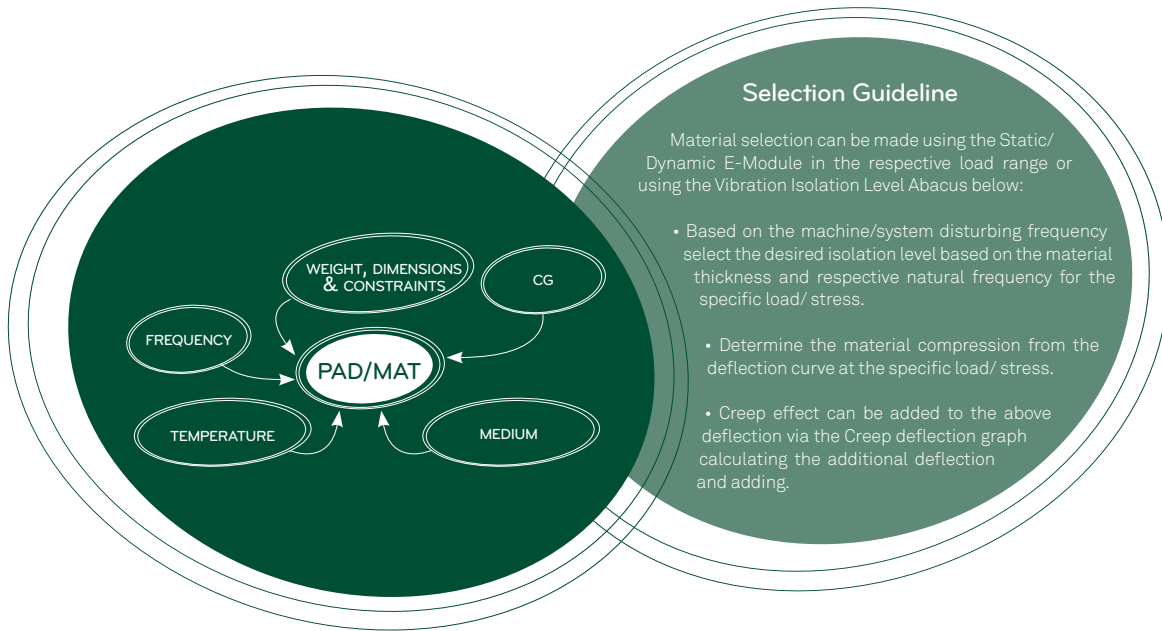 WEIGHT, DIMENSIONS
& CONSTRAINTS
CG
FREQUENCY
PAD/MAT
TEMPERATURE
MEDIUM
Selection Guideline
Material selection can be made using the Static/
Dynamic E-Module in the respective load range or
using the Vibration Isolation Level Abacus below:
• Based on the machine/system disturbing frequency
select the desired isolation level based on the material
thickness and respective natural frequency for the
specific load/ stress.
• Determine the material compression from the
deflection curve at the specific load/ stress.
• Creep effect can be added to the above
deflection via the Creep deflection graph
calculating the additional deflection
and adding.